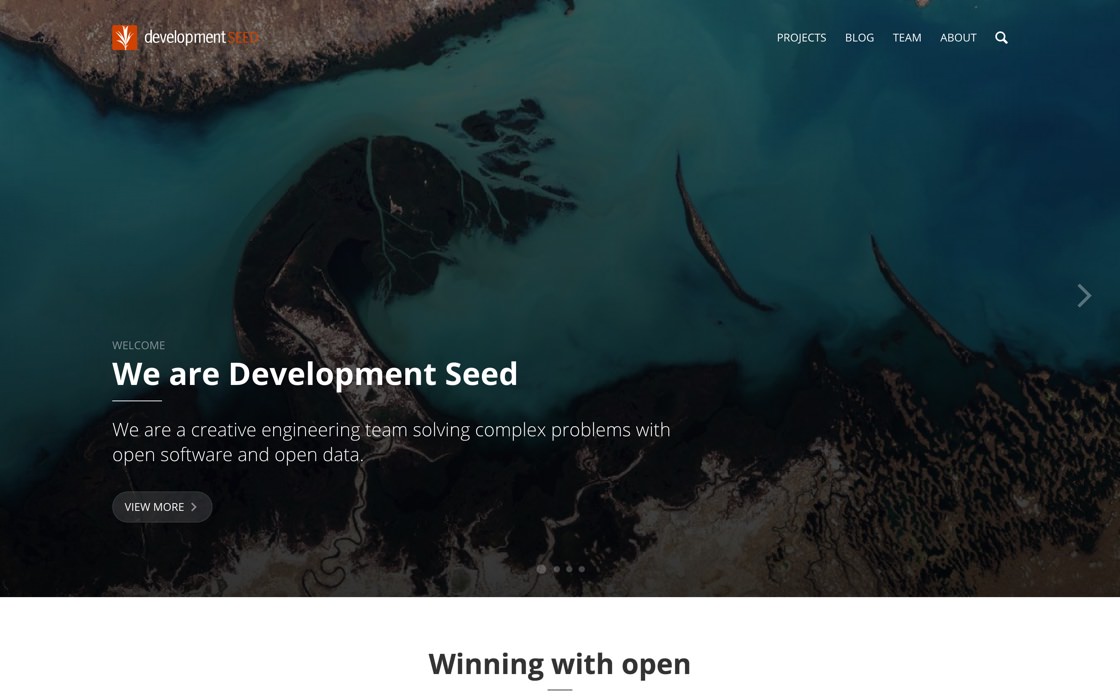 development SEED
PROJECTS BLOG TEAM ABOUT
WELCOME
We are Development Seed
We are a creative engineering team solving complex problems with
open software and open data.
VIEW MORE
Winning with open